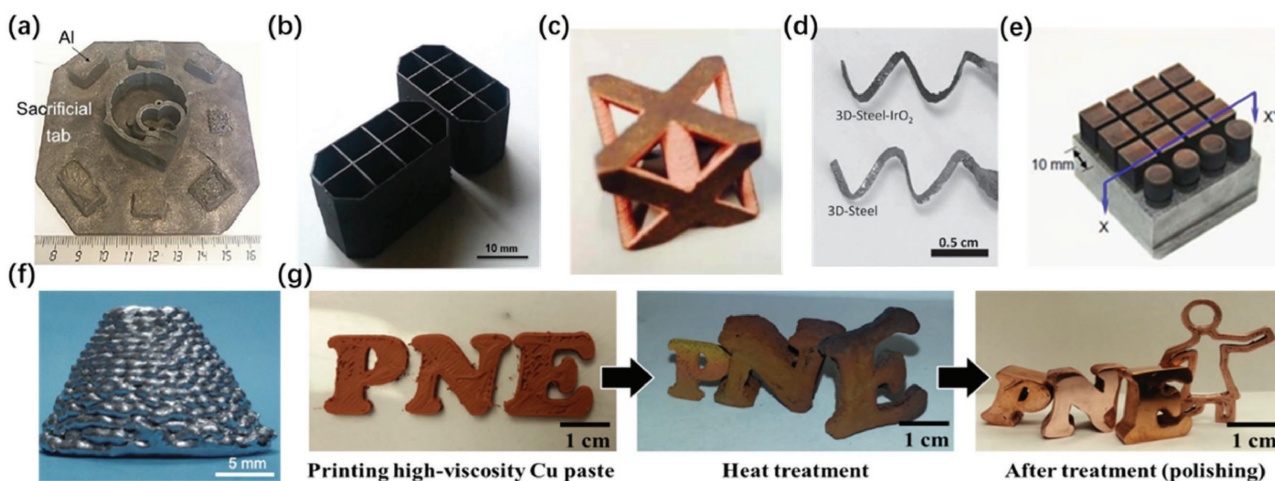 (a)
Al
Sacrificial
tab
8 9 10 11 12 13 14 15 16
(b)
10 mm
(c)
(d)
3D-Steel-IrO₂
3D-Steel
0.5 cm
(e)
10 mm
X'
X
(f)
5 mm
(g)
PNE
1 cm
Printing high-viscosity Cu paste
PNE
1 cm
Heat treatment
PNE
1 cm
After treatment (polishing)